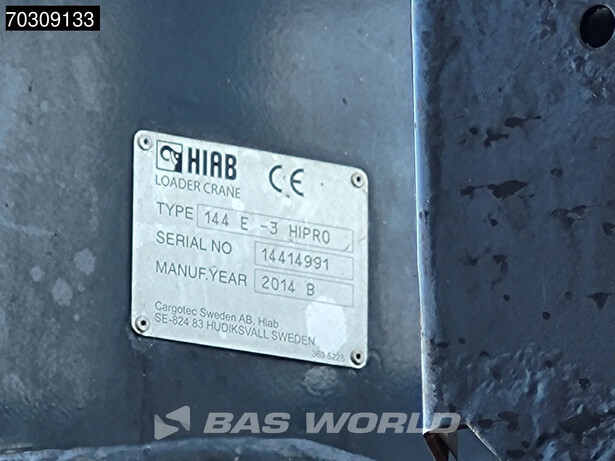 70309133
HIAB
LOADER CRANE
CE
TYPE 144 E -3 HIPRO
SERIAL NO 14414991
MANUF.YEAR 2014 B
Cargotec Sweden AB, Hiab
SE-824 83 HUDIKSVALL SWEDEN
363 5228
BAS WORLD